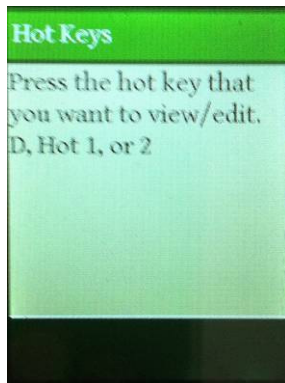 Hot Keys
Press the hot key that
you want to view/edit.
D, Hot 1, or 2